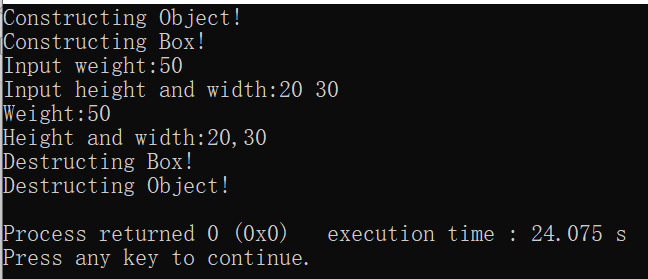 Constructing Object!
Constructing Box!
Input weight:50
Input height and width:20 30
Weight:50
Height and width:20,30
Destructing Box!
Destructing Object!
Process returned 0 (0x0)   execution time : 24.075 s
Press any key to continue.